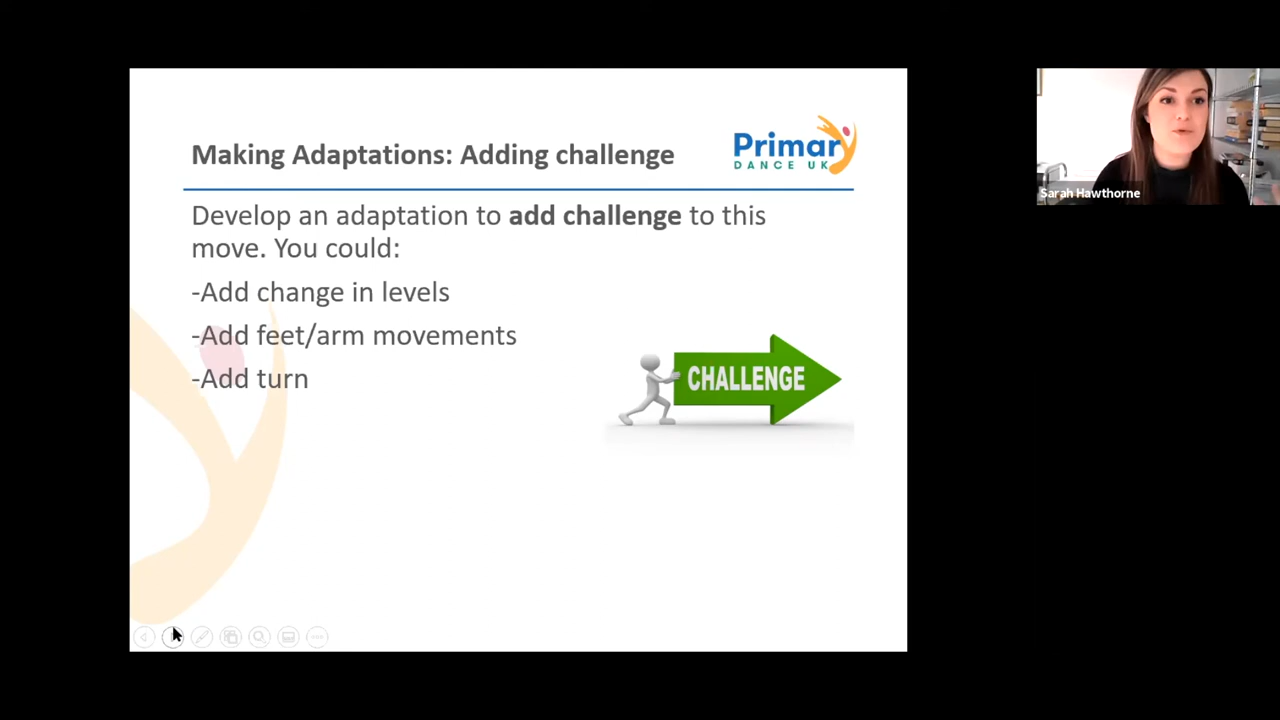 Making Adaptations: Adding challenge
Primary
DANCE UK
Develop an adaptation to add challenge to this
move. You could:
-Add change in levels
-Add feet/arm movements
-Add turn
CHALLENGE
Sarah Hawthorne